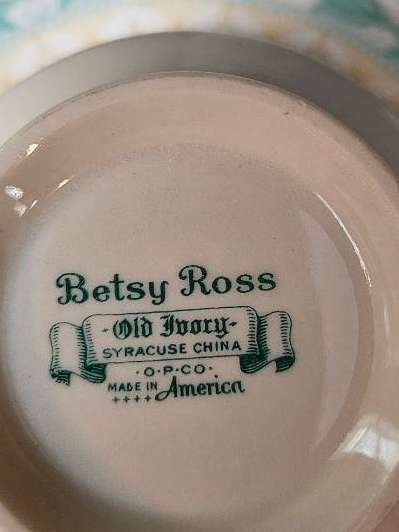 Betsy Ross
-Old Ivory-
SYRACUSE CHINA
·O·P·CO·
MADE IN America
++++